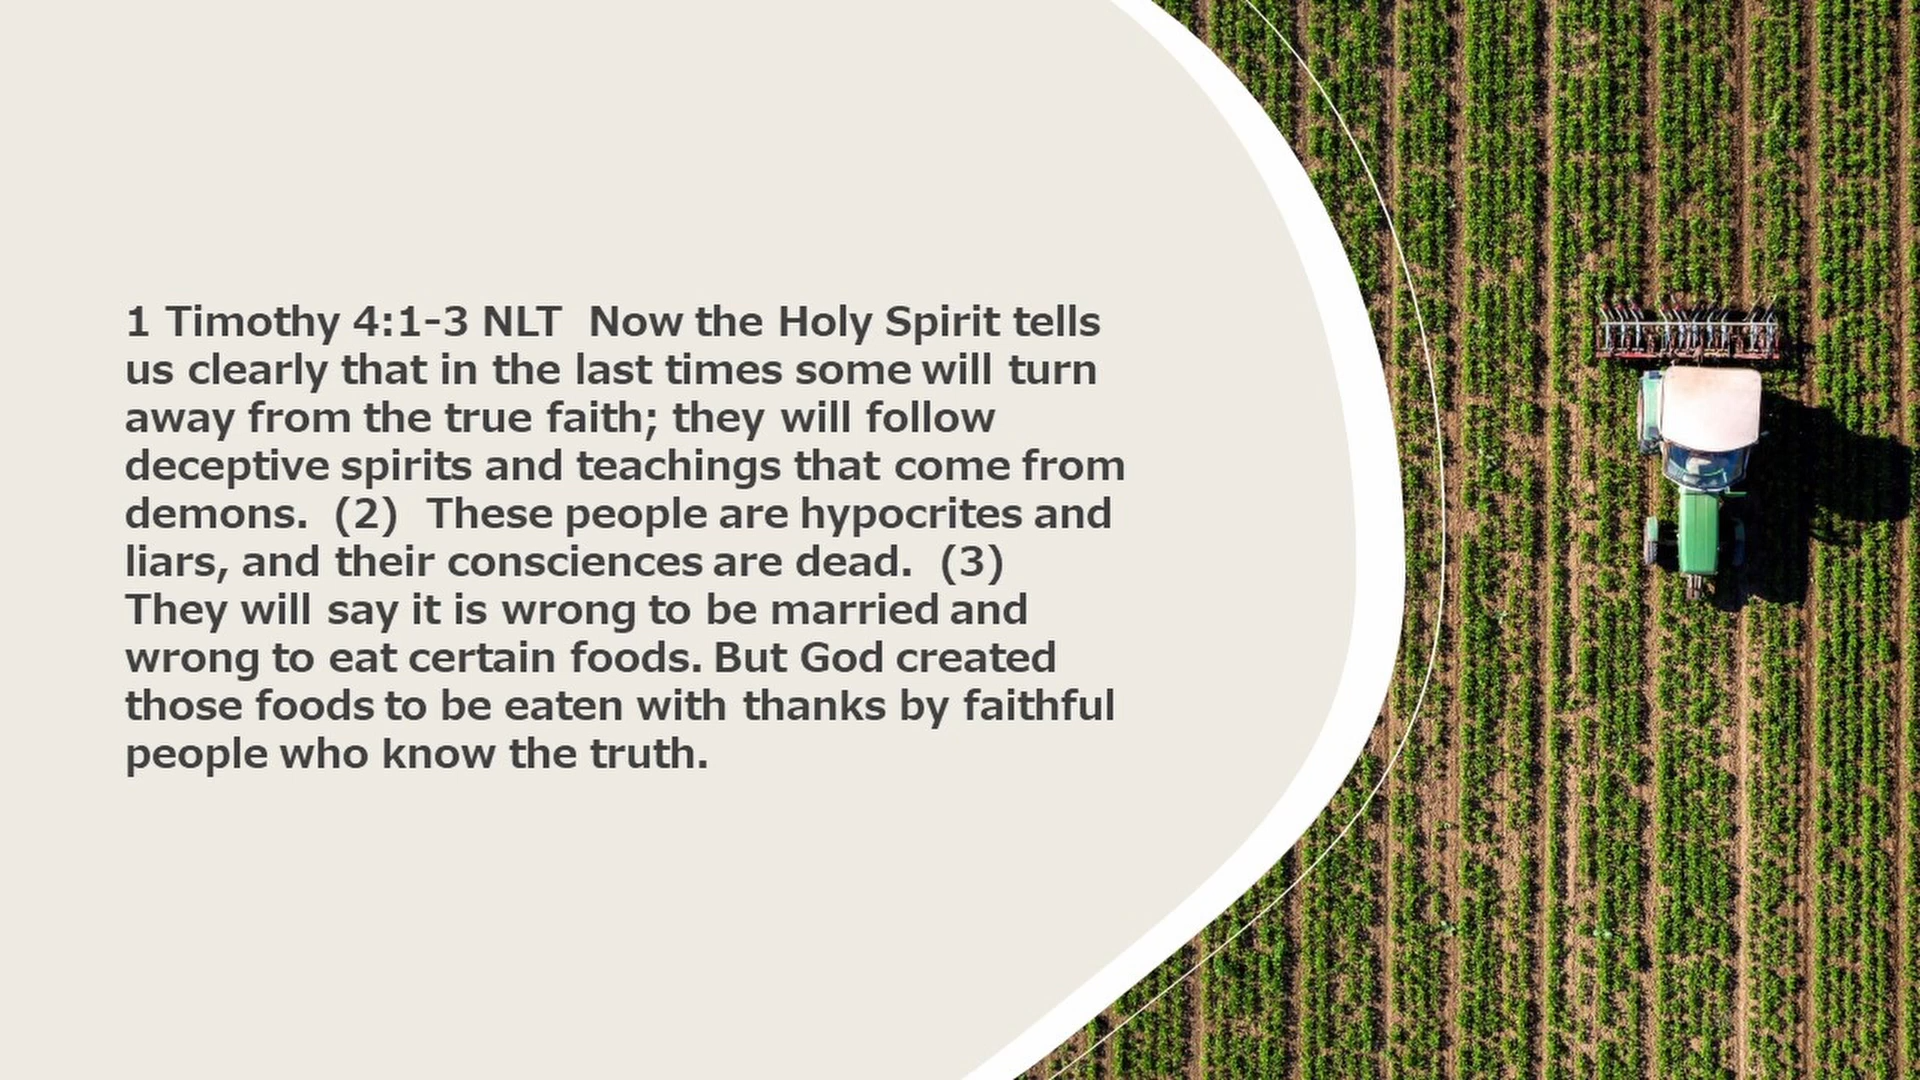 1 Timothy 4:1-3 NLT  Now the Holy Spirit tells
us clearly that in the last times some will turn
away from the true faith; they will follow
deceptive spirits and teachings that come from
demons.  (2)  These people are hypocrites and
liars, and their consciences are dead.  (3)
They will say it is wrong to be married and
wrong to eat certain foods. But God created
those foods to be eaten with thanks by faithful
people who know the truth.